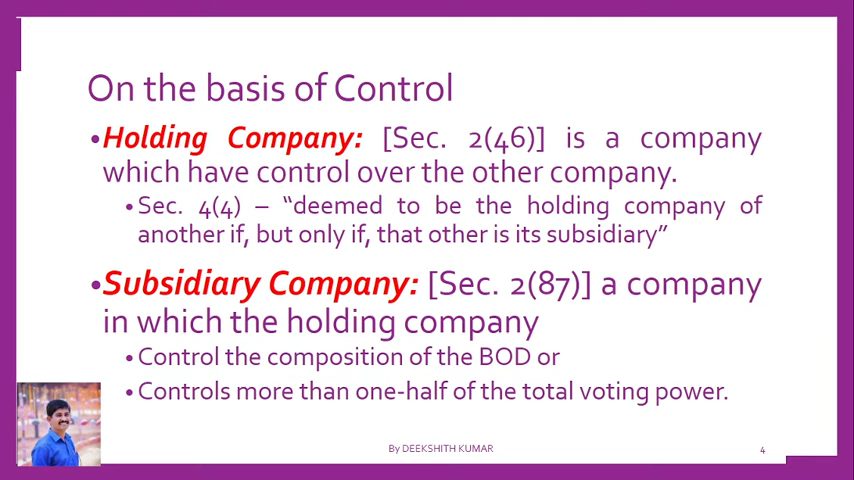 On the basis of Control
•Holding Company: [Sec. 2(46)] is a company
which have control over the other company.
•Sec. 4(4) – “deemed to be the holding company of
another if, but only if, that other is its subsidiary”
•Subsidiary Company: [Sec. 2(87)] a company
in which the holding company
•Control the composition of the BOD or
•Controls more than one-half of the total voting power.
By DEEKSHITH KUMAR
4